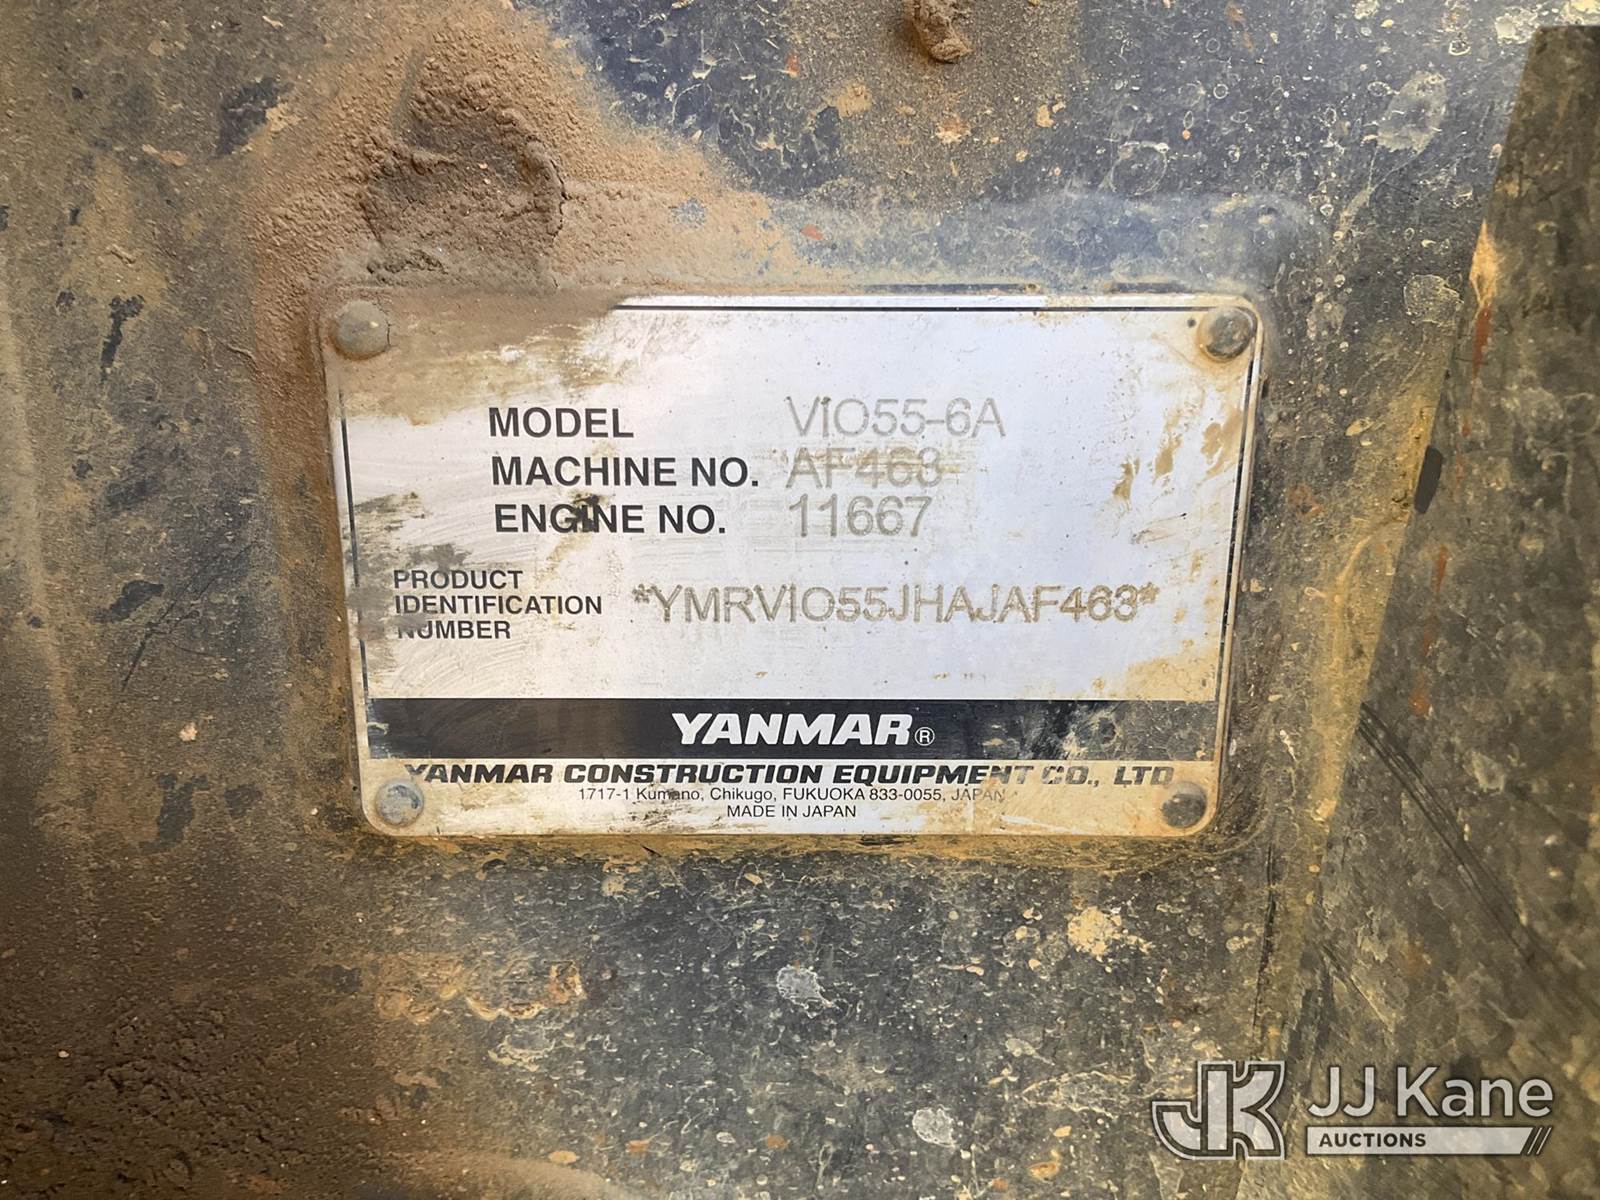 MODEL VIO55-6A
MACHINE NO. AF463
ENGINE NO. 11667
PRODUCT
IDENTIFICATION
NUMBER
*YMRVIO55JHAJAF463*
YANMAR®
YANMAR CONSTRUCTION EQUIPMENT CO., LTD
1717-1 Kumano, Chikugo, FUKUOKA 833-0055, JAPAN
MADE IN JAPAN
JK JJ Kane
AUCTIONS